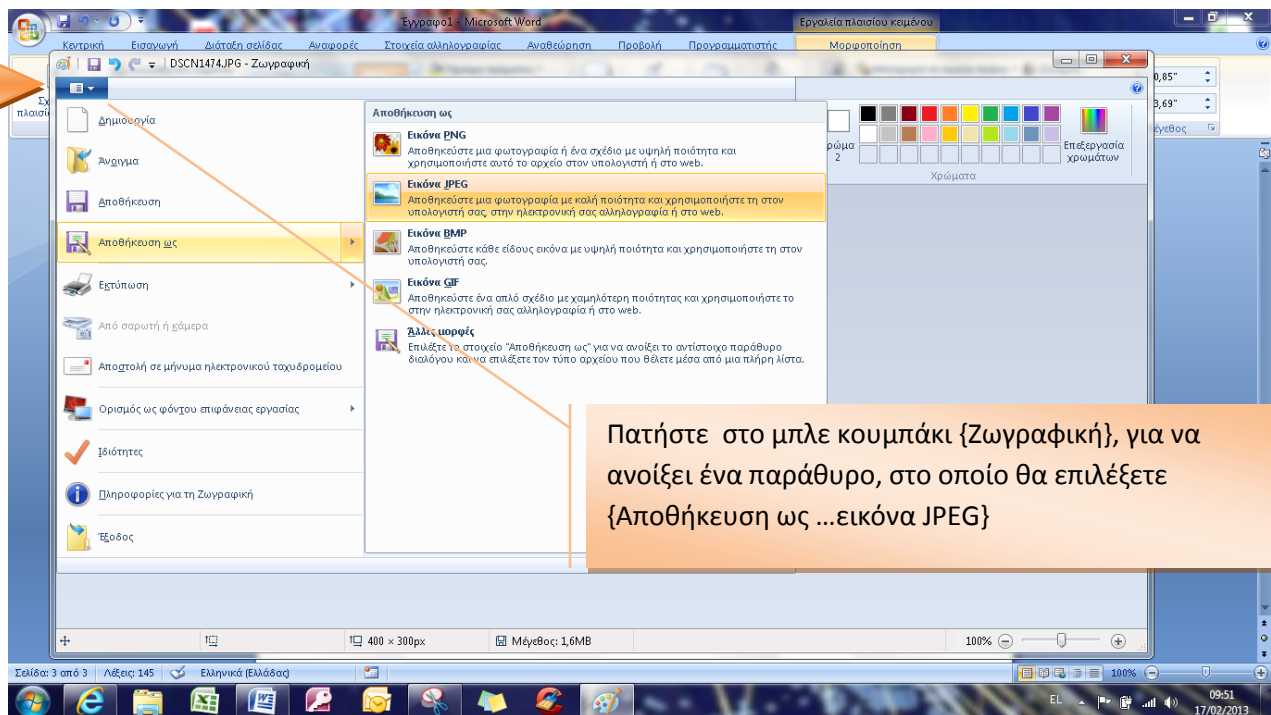 Έγγραφο1 - Microsoft Word
Εργαλεία πλαισίου κειμένου
Κεντρική Εισαγωγή Διάταξη σελίδας Αναφορές Στοιχεία αλληλογραφίας Αναθεώρηση Προβολή Προγραμματιστής Μορφοποίηση
DSCN1474.JPG - Ζωγραφική
0,85"
3,69"
Δημιουργία
Άνοιγμα
Αποθήκευση
Αποθήκευση ως
Εκτύπωση
Από σαρωτή ή κάμερα
Αποστολή σε μήνυμα ηλεκτρονικού ταχυδρομείου
Ορισμός ως φόντου επιφάνειας εργασίας
Ιδιότητες
Πληροφορίες για τη Ζωγραφική
Έξοδος
Αποθήκευση ως
Εικόνα PNG
Αποθηκεύστε μια φωτογραφία ή ένα σχέδιο με υψηλή ποιότητα και
χρησιμοποιήστε αυτό το αρχείο στον υπολογιστή ή στο web.
Εικόνα JPEG
Αποθηκεύστε μια φωτογραφία με καλή ποιότητα και χρησιμοποιήστε τη στον
υπολογιστή σας, στην ηλεκτρονική σας αλληλογραφία ή στο web.
Εικόνα BMP
Αποθηκεύστε κάθε είδους εικόνα με υψηλή ποιότητα και χρησιμοποιήστε τη στον
υπολογιστή σας.
Εικόνα GIF
Αποθηκεύστε ένα απλό σχέδιο με χαμηλότερη ποιότητας και χρησιμοποιήστε το
στην ηλεκτρονική σας αλληλογραφία ή στο web.
Άλλες μορφές
Επιλέξτε το στοιχείο "Αποθήκευση ως" για να ανοίξει το αντίστοιχο παράθυρο
διαλόγου και να επιλέξετε τον τύπο αρχείου που θέλετε μέσα από μια πλήρη λίστα.
2
Επεξεργασία
χρωμάτων
Χρώματα
Πατήστε στο μπλε κουμπάκι {Ζωγραφική}, για να
ανοίξει ένα παράθυρο, στο οποίο θα επιλέξετε
{Αποθήκευση ως ...εικόνα JPEG}
400 × 300px
Μέγεθος: 1,6MB
100%
Σελίδα: 3 από 3 Λέξεις: 145 Ελληνικά (Ελλάδας)
100%
EL
09:51
17/02/2013